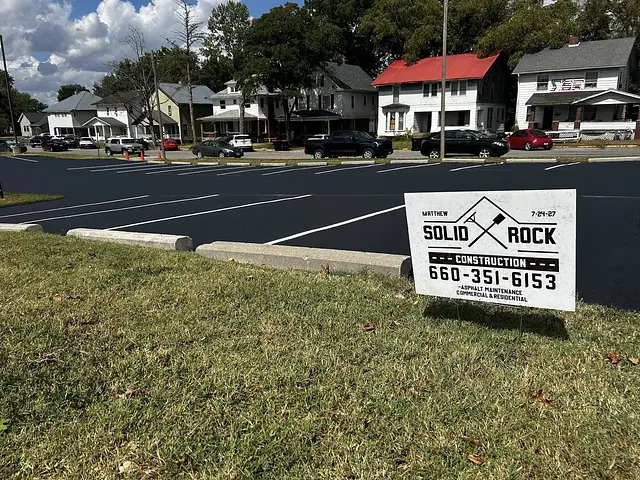 MATTHEW 7-24-27
SOLID ROCK
CONSTRUCTION
660-351-6153
-ASPHALT MAINTENANCE
COMMERCIAL & RESIDENTIAL